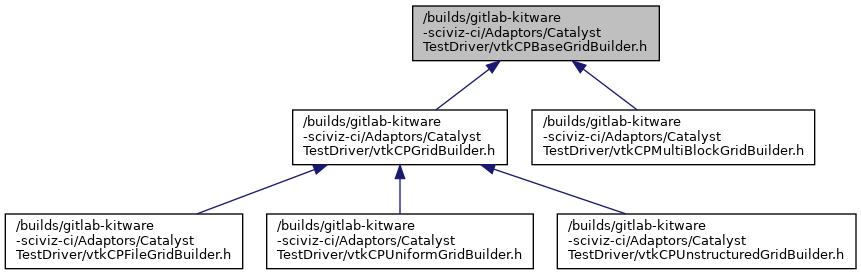 /builds/gitlab-kitware
-sciviz-ci/Adaptors/Catalyst
TestDriver/vtkCPBaseGridBuilder.h
/builds/gitlab-kitware
-sciviz-ci/Adaptors/Catalyst
TestDriver/vtkCPGridBuilder.h
/builds/gitlab-kitware
-sciviz-ci/Adaptors/Catalyst
TestDriver/vtkCPMultiBlockGridBuilder.h
/builds/gitlab-kitware
-sciviz-ci/Adaptors/Catalyst
TestDriver/vtkCPFileGridBuilder.h
/builds/gitlab-kitware
-sciviz-ci/Adaptors/Catalyst
TestDriver/vtkCPUniformGridBuilder.h
/builds/gitlab-kitware
-sciviz-ci/Adaptors/Catalyst
TestDriver/vtkCPUnstructuredGridBuilder.h